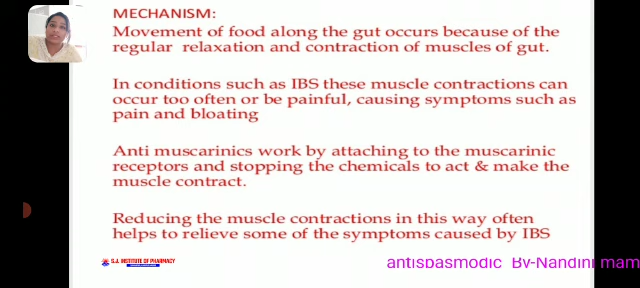 MECHANISM:
Movement of food along the gut occurs because of the
regular relaxation and contraction of muscles of gut.
In conditions such as IBS these muscle contractions can
occur too often or be painful, causing symptoms such as
pain and bloating
Anti muscarinics work by attaching to the muscarinic
receptors and stopping the chemicals to act & make the
muscle contract.
Reducing the muscle contractions in this way often
helps to relieve some of the symptoms caused by IBS
S.J. INSTITUTE OF PHARMACY
antispasmodic By-Nandini mam